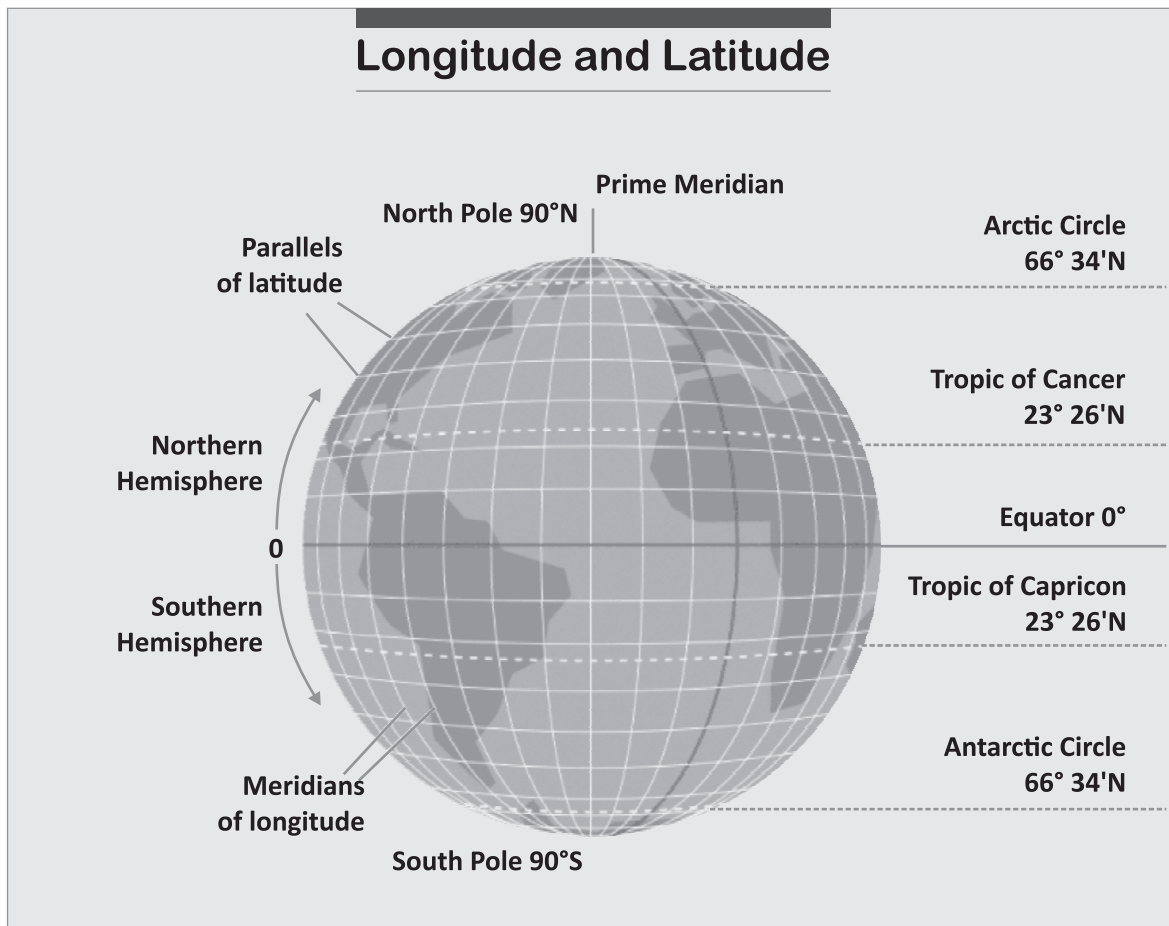 Longitude and Latitude
Prime Meridian
North Pole 90°N
Parallels
of latitude
Arctic Circle
66° 34'N
Tropic of Cancer
23° 26'N
Northern
Hemisphere
Equator 0°
0
Tropic of Capricon
23° 26'N
Southern
Hemisphere
Antarctic Circle
66° 34'N
Meridians
of longitude
South Pole 90°S